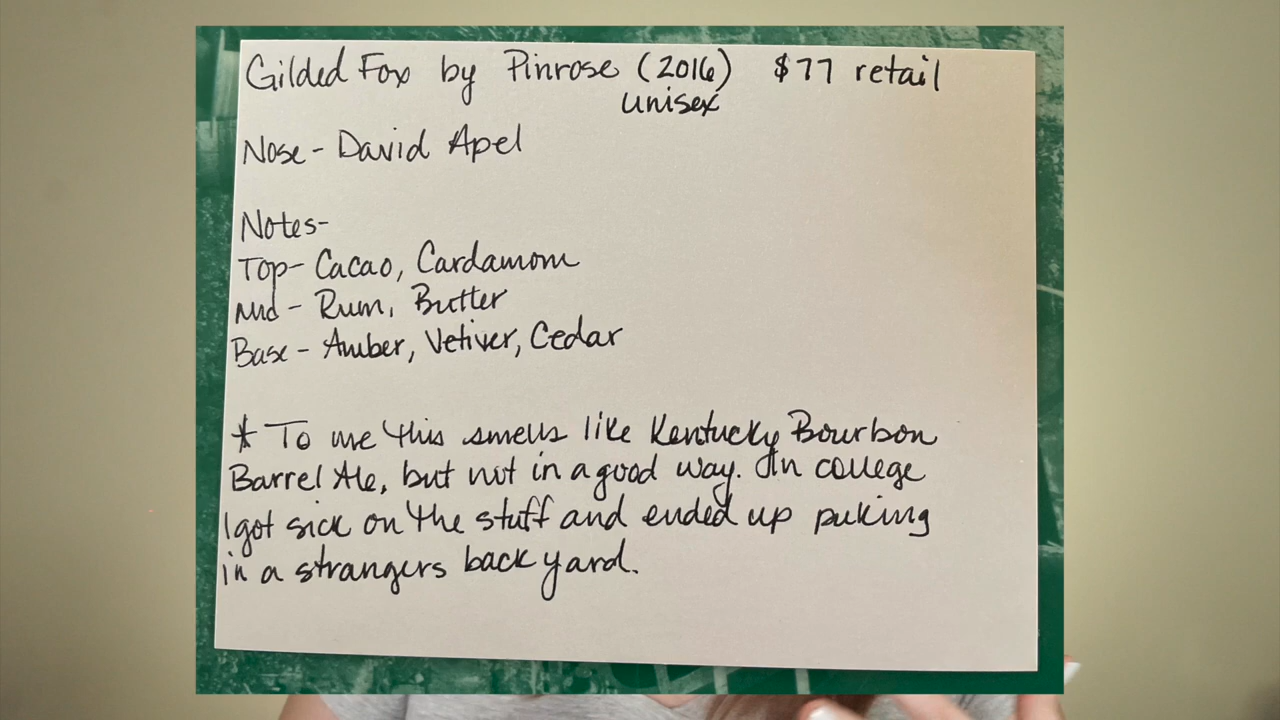 Gilded Fox by Pinrose (2016) $77 retail
unisex
Nose - David Apel
Notes-
Top- Cacao, Cardamom
Mid - Rum, Butter
Base - Amber, Vetiver, Cedar
* To me this smells like Kentucky Bourbon
Barrel Ale, but not in a good way. In college
I got sick on the stuff and ended up puking
in a strangers back yard.